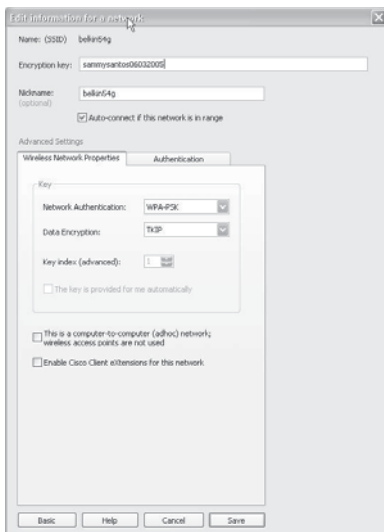 Edit information for a network
Name: (SSID) belkin54g
Encryption key: sammysantos06032005
Nickname: belkin54g
(optional)
Auto-connect if this network is in range
Advanced Settings
Wireless Network Properties Authentication
Key
Network Authentication: WPA-PSK
Data Encryption: TKIP
Key index (advanced): 1
The key is provided for me automatically
This is a computer-to-computer (adhoc) network;
wireless access points are not used
Enable Cisco Client eXtensions for this network
Basic Help Cancel Save